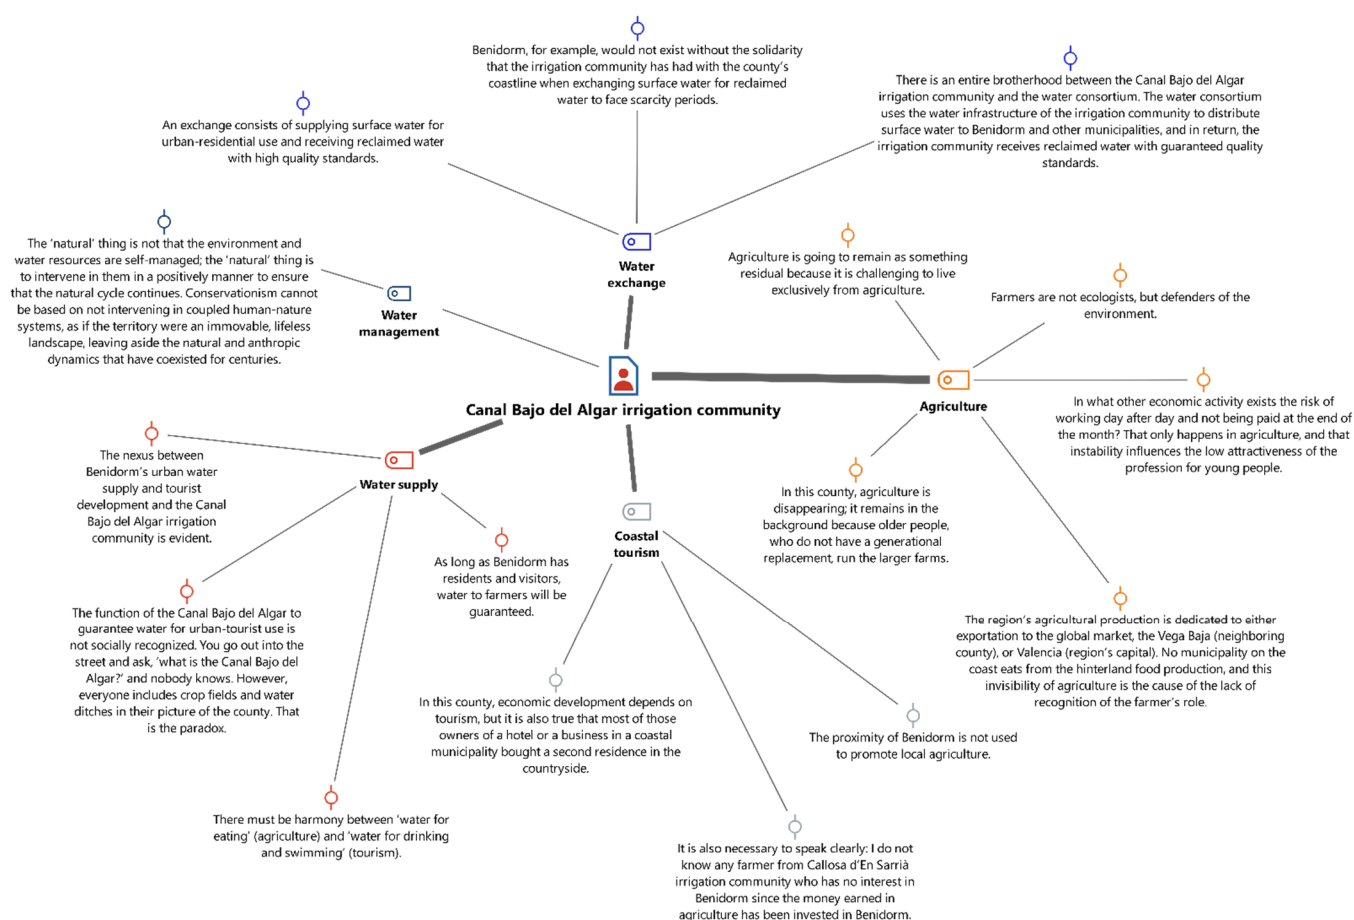 Benidorm, for example, would not exist without the solidarity
that the irrigation community has had with the county's
coastline when exchanging surface water for reclaimed
water to face scarcity periods.
There is an entire brotherhood between the Canal Bajo del Algar
irrigation community and the water consortium. The water consortium
uses the water infrastructure of the irrigation community to distribute
surface water to Benidorm and other municipalities, and in return, the
irrigation community receives reclaimed water with guaranteed quality
standards.
An exchange consists of supplying surface water for
urban-residential use and receiving reclaimed water
with high quality standards.
The 'natural' thing is not that the environment and
water resources are self-managed; the 'natural' thing is
to intervene in them in a positively manner to ensure
that the natural cycle continues. Conservationism cannot
be based on not intervening in coupled human-nature
systems, as if the territory were an immovable, lifeless
landscape, leaving aside the natural and anthropic
dynamics that have coexisted for centuries.
Water
exchange
Water
management
Agriculture is going to remain as something
residual because it is challenging to live
exclusively from agriculture.
Farmers are not ecologists, but defenders of the
environment.
Canal Bajo del Algar irrigation community
Agriculture
In what other economic activity exists the risk of
working day after day and not being paid at the end of
the month? That only happens in agriculture, and that
instability influences the low attractiveness of the
profession for young people.
The nexus between
Benidorm's urban water
supply and tourist
development and the Canal
Bajo del Algar irrigation
community is evident.
Water supply
Coastal
tourism
In this county, agriculture is
disappearing; it remains in the
background because older people,
who do not have a generational
replacement, run the larger farms.
As long as Benidorm has
residents and visitors,
water to farmers will be
guaranteed.
The function of the Canal Bajo del Algar to
guarantee water for urban-tourist use is
not socially recognized. You go out into the
street and ask, 'what is the Canal Bajo del
Algar?' and nobody knows. However,
everyone includes crop fields and water
ditches in their picture of the county. That
is the paradox.
The region's agricultural production is dedicated to either
exportation to the global market, the Vega Baja (neighboring
county), or Valencia (region's capital). No municipality on the
coast eats from the hinterland food production, and this
invisibility of agriculture is the cause of the lack of
recognition of the farmer's role.
In this county, economic development depends on
tourism, but it is also true that most of those
owners of a hotel or a business in a coastal
municipality bought a second residence in the
countryside.
The proximity of Benidorm is not used
to promote local agriculture.
There must be harmony between 'water for
eating' (agriculture) and 'water for drinking
and swimming' (tourism).
It is also necessary to speak clearly: I do not
know any farmer from Callosa d'En Sarrià
irrigation community who has no interest in
Benidorm since the money earned in
agriculture has been invested in Benidorm.